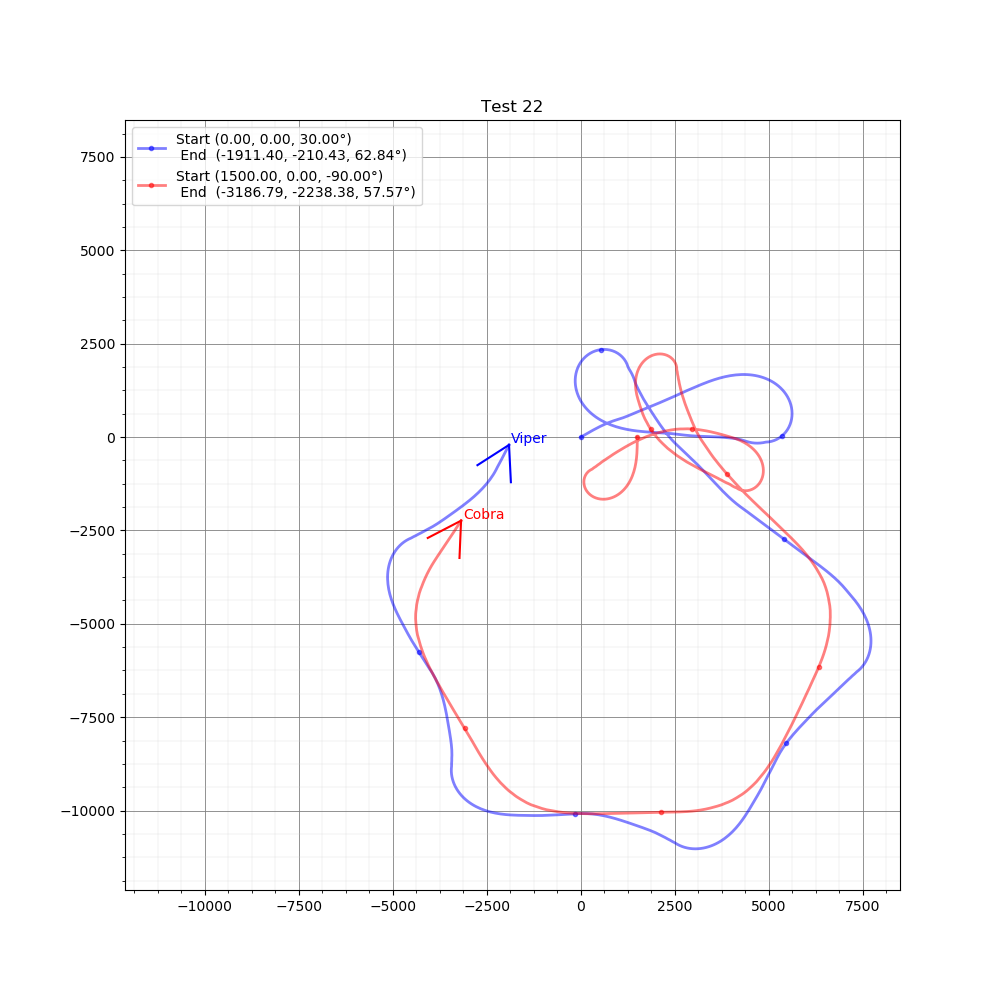 Test 22
Start (0.00, 0.00, 30.00°)
End (-1911.40, -210.43, 62.84°)
Start (1500.00, 0.00, -90.00°)
End (-3186.79, -2238.38, 57.57°)
7500
5000
2500
0
−2500
−5000
−7500
−10000
Viper
Cobra
−10000 −7500 −5000 −2500 0 2500 5000 7500